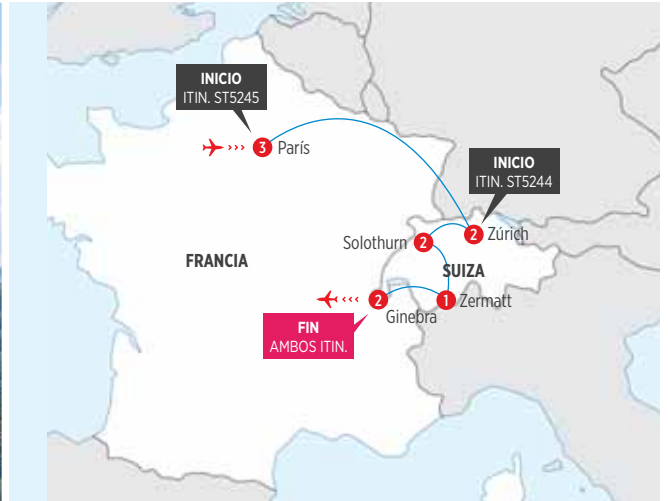 INICIO
ITIN. ST5245
3 París
INICIO
ITIN. ST5244
2 Zúrich
Solothurn 2
FRANCIA
SUIZA
2
Ginebra
1 Zermatt
FIN
AMBOS ITIN.